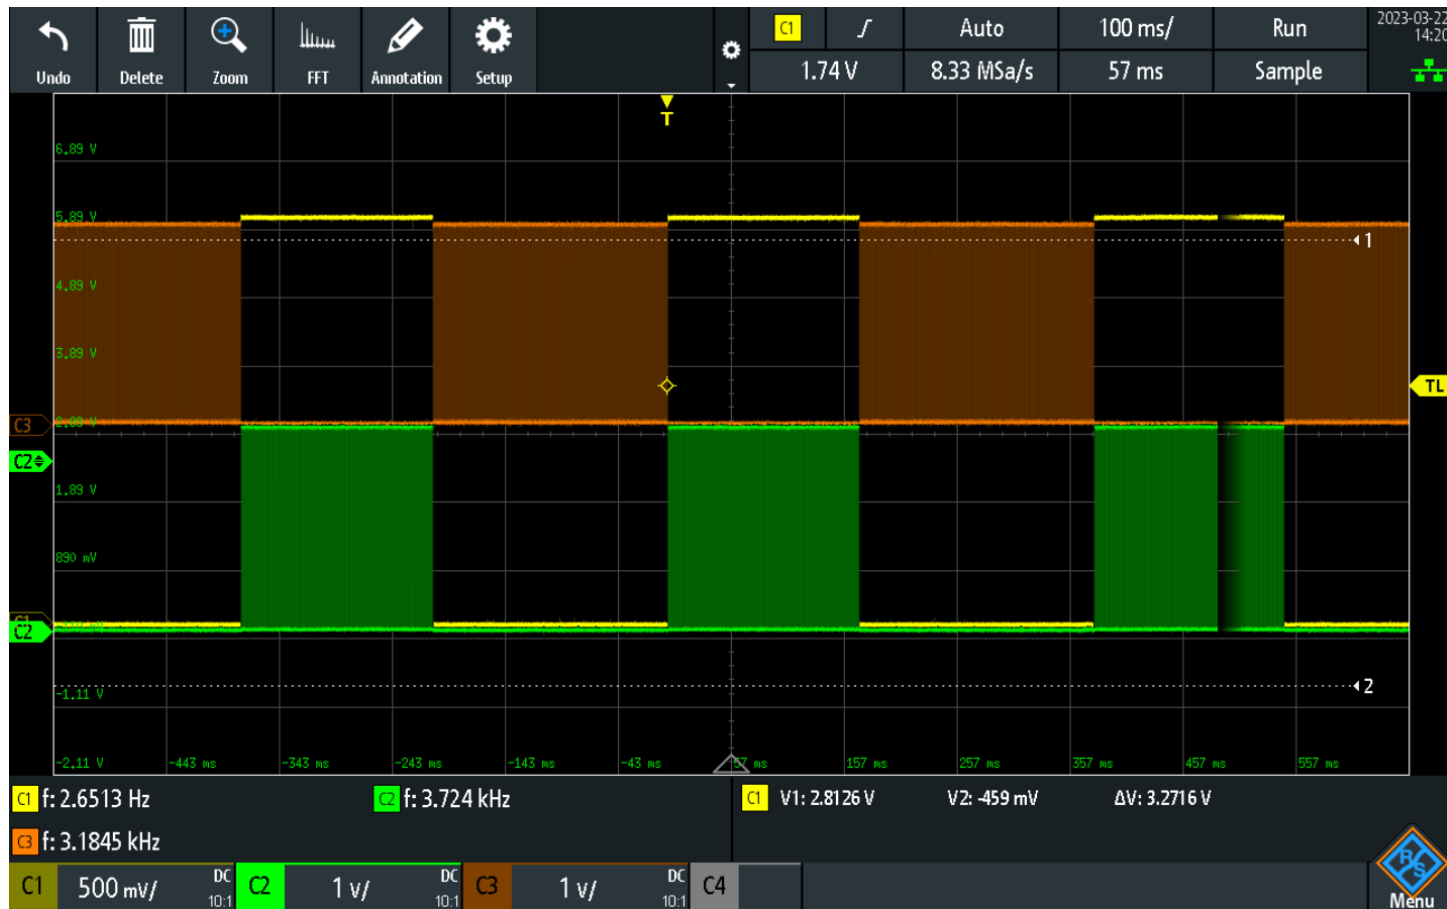 C1 Auto 100 ms/ Run 2023-03-22
14:20
Undo Delete Zoom FFT Annotation Setup 1.74 V 8.33 MSa/s 57 ms Sample
T
6.89 V
5.89 V
1
4.89 V
3.89 V
TL
C3
C2
1.89 V
890 mV
C2
-1.11 V
2
-2.11 V -443 ms -343 ms -243 ms -143 ms -43 ms 57 ms 157 ms 257 ms 357 ms 457 ms 557 ms
C1 f: 2.6513 Hz C2 f: 3.724 kHz C1 V1: 2.8126 V V2: -459 mV ΔV: 3.2716 V
C3 f: 3.1845 kHz
C1 500 mV/ DC 10:1 C2 1 V/ DC 10:1 C3 1 V/ DC 10:1 C4
R&S
Menu